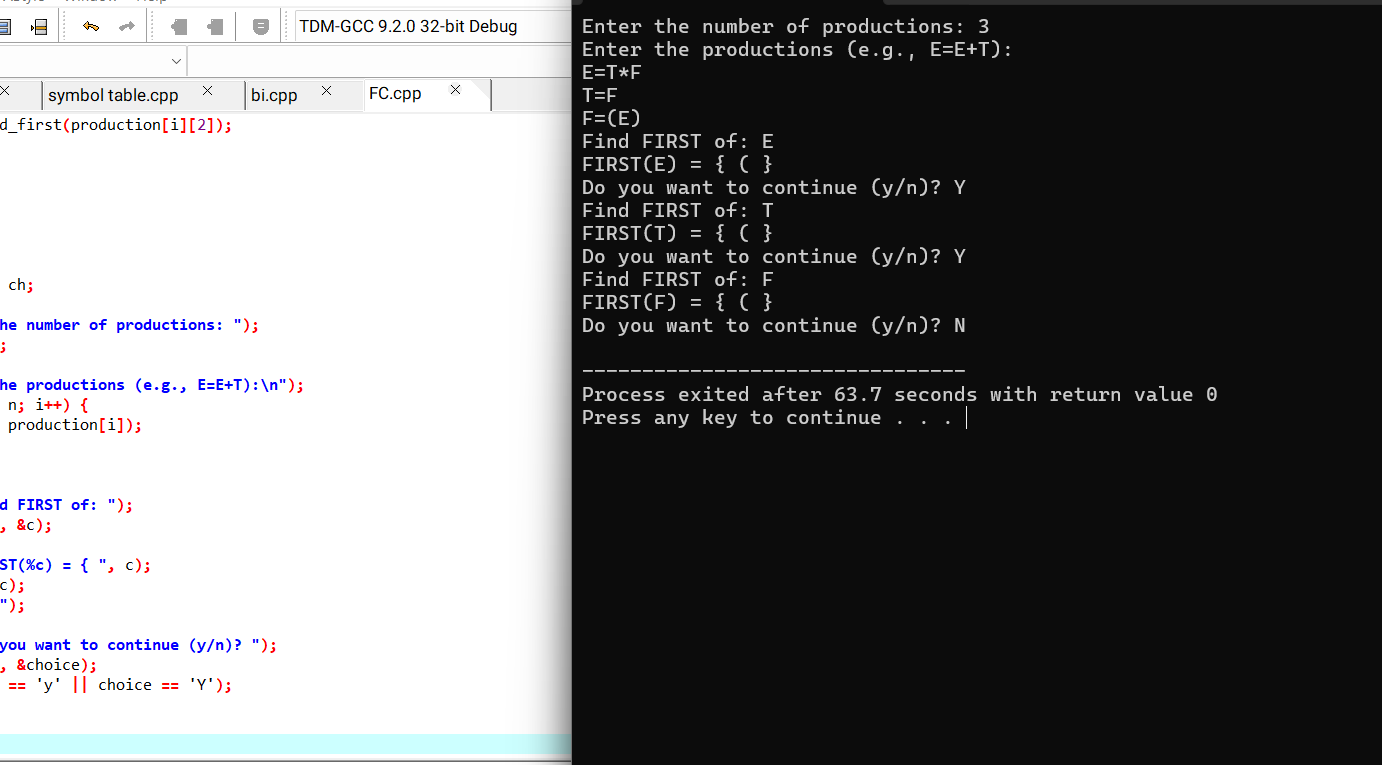 TDM-GCC 9.2.0 32-bit Debug
symbol table.cpp
bi.cpp
FC.cpp
d_first(production[i][2]);
ch;
he number of productions: ");
;
he productions (e.g., E=E+T):\n");
n; i++) {
production[i]);
d FIRST of: ");
, &c);
ST(%c) = { ", c);
c);
");
you want to continue (y/n)? ");
, &choice);
== 'y' || choice == 'Y');
Enter the number of productions: 3
Enter the productions (e.g., E=E+T):
E=T*F
T=F
F=(E)
Find FIRST of: E
FIRST(E) = { ( }
Do you want to continue (y/n)? Y
Find FIRST of: T
FIRST(T) = { ( }
Do you want to continue (y/n)? Y
Find FIRST of: F
FIRST(F) = { ( }
Do you want to continue (y/n)? N
--------------------------------
Process exited after 63.7 seconds with return value 0
Press any key to continue . . .